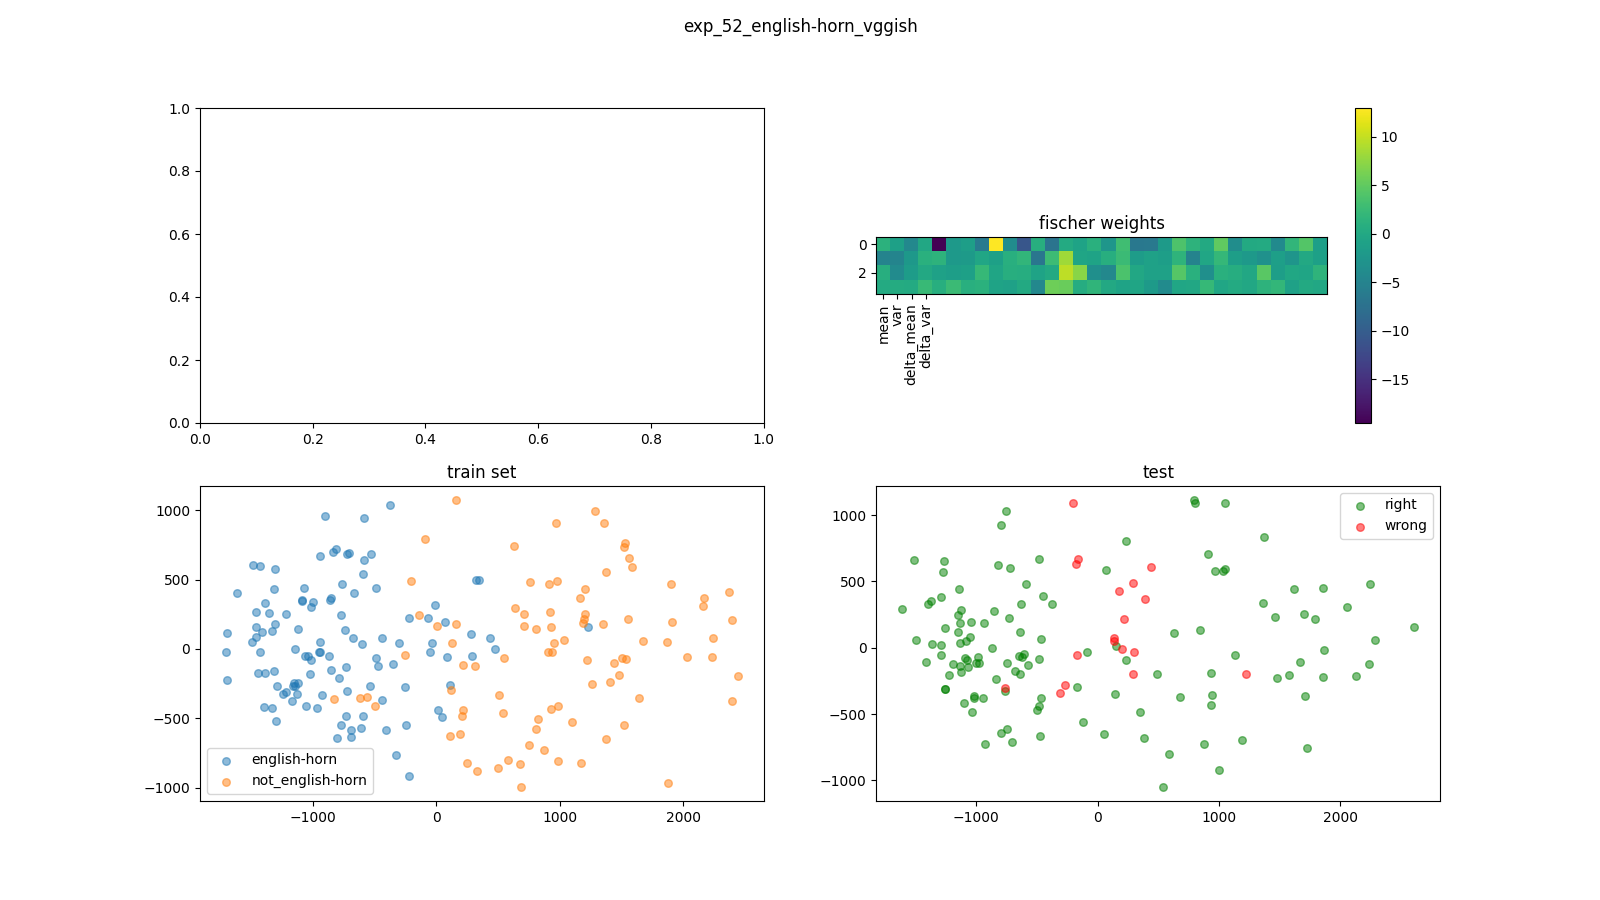 exp_52_english-horn_vggish
1.0
0.8
0.6
0.4
0.2
0.0
0.0 0.2 0.4 0.6 0.8 1.0
fischer weights
0
2
mean
var
delta_mean
delta_var
10
5
0
−5
−10
−15
train set
1000
500
0
−500
−1000
english-horn
not_english-horn
−1000 0 1000 2000
test
1000
500
0
−500
−1000
right
wrong
−1000 0 1000 2000